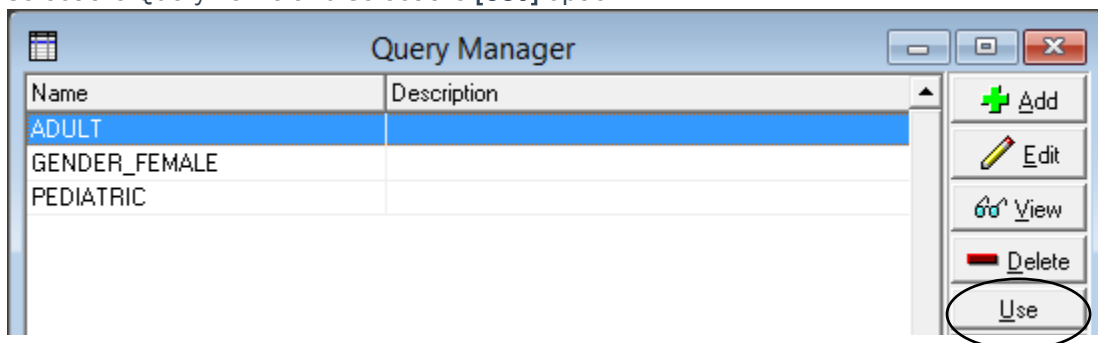 Query Manager
Name Description
ADULT
GENDER_FEMALE
PEDIATRIC
Add
Edit
View
Delete
Use